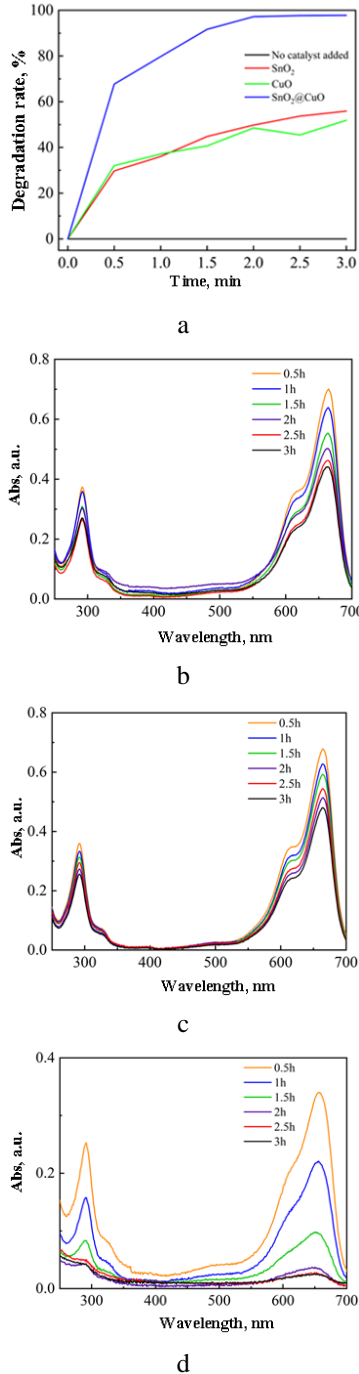 Degradation rate, %
100
80
60
40
20
0
No catalyst added
SnO₂
CuO
SnO₂@CuO
0.0 0.5 1.0 1.5 2.0 2.5 3.0
Time, min
a
Abs, a.u.
0.8
0.6
0.4
0.2
0.0
0.5h
1h
1.5h
2h
2.5h
3h
300 400 500 600 700
Wavelength, nm
b
Abs, a.u.
0.8
0.6
0.4
0.2
0.0
0.5h
1h
1.5h
2h
2.5h
3h
300 400 500 600 700
Wavelength, nm
c
Abs, a.u.
0.4
0.2
0.0
0.5h
1h
1.5h
2h
2.5h
3h
300 400 500 600 700
Wavelength, nm
d